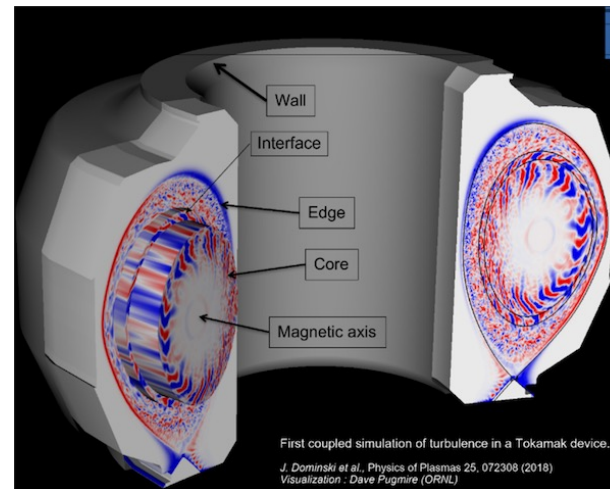 Wall
Interface
Edge
Core
Magnetic axis
First coupled simulation of turbulence in a Tokamak device.
J. Dominski et al., Physics of Plasmas 25, 072308 (2018)
Visualization : Dave Pugmire (ORNL)